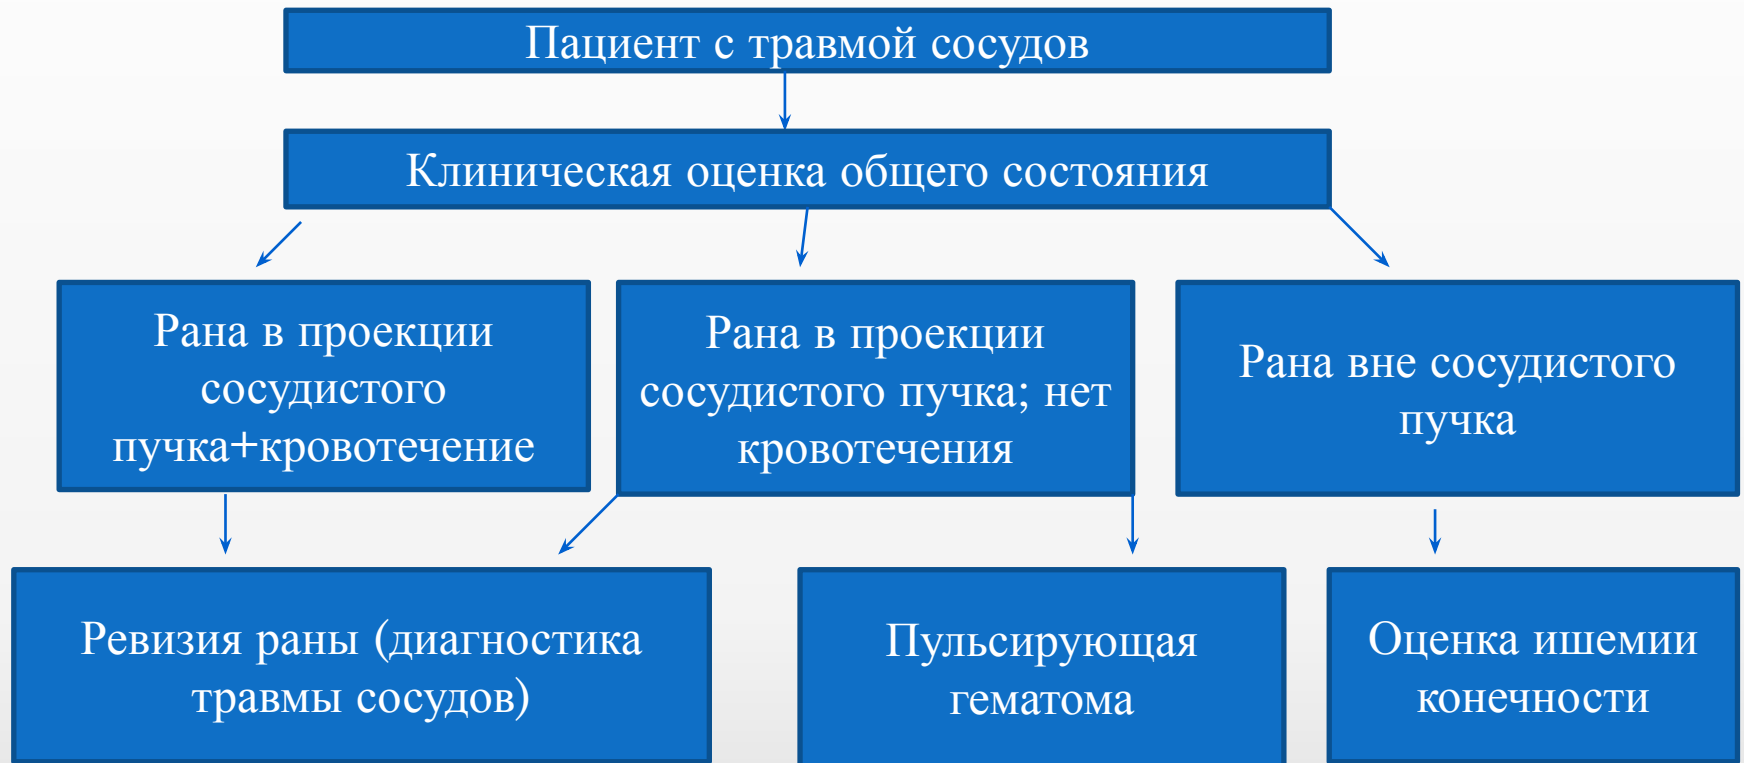 Пациент с травмой сосудов
Клиническая оценка общего состояния
Рана в проекции
сосудистого
пучка+кровотечение
Рана в проекции
сосудистого пучка; нет
кровотечения
Рана вне сосудистого
пучка
Ревизия раны (диагностика
травмы сосудов)
Пульсирующая
гематома
Оценка ишемии
конечности